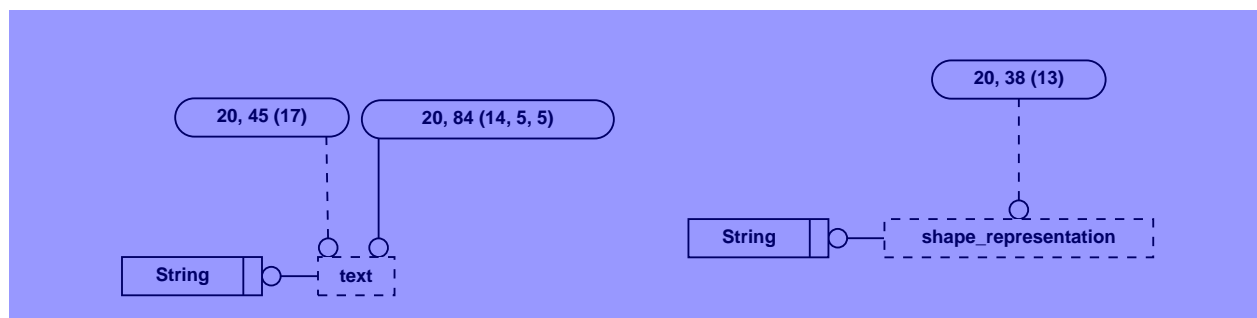 20, 38 (13)
20, 45 (17)
20, 84 (14, 5, 5)
String
shape_representation
String
text